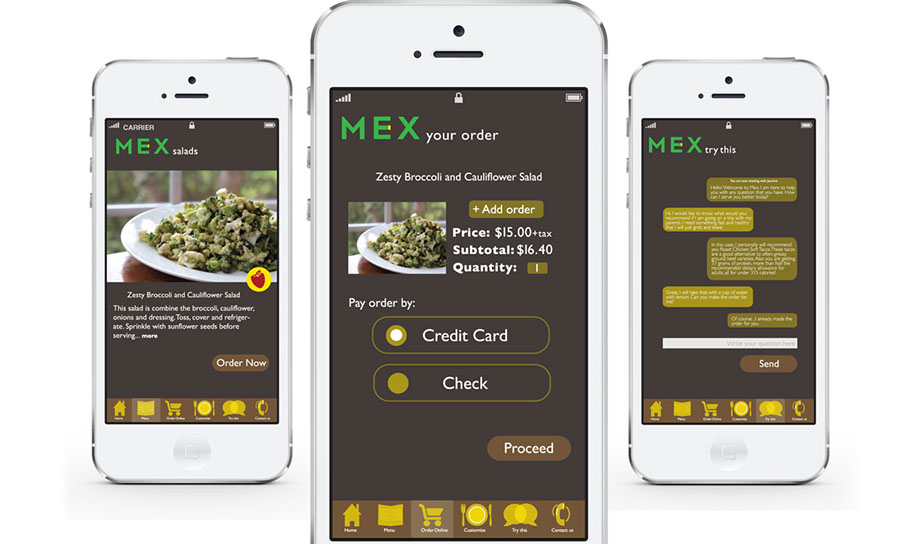 CARRIER
MEX salads
Zesty Broccoli and Cauliflower Salad
This salad is combine the broccoli, cauliflower,
onions and dressing. Toss, cover and refriger-
ate. Sprinkle with sunflower seeds before
serving... more
Order Now
Home Menu Order Online Customize Try this Contact us
MEX your order
Zesty Broccoli and Cauliflower Salad
+ Add order
Price: $15.00+tax
Subtotal: $16.40
Quantity: 1
Pay order by:
Credit Card
Check
Proceed
Home Menu Order Online Customize Try this Contact us
MEX try this
You are now chatting with
Hello! Welcome to Mex. I am here to help
you with any question that you have. How
can I serve you better today?
Hi. I would like to know what would you
recommend if I am going on a trip with my
parents. I need something fast and healthy
that I will just grab and leave
In this case, I personally will recommend
you Roast Chicken Soft Tacos. These tacos
are a good alternative to often-greasy
ground beef varieties. Also you are getting
37 grams of protein, more than half the
recommended dietary allowance for
adults, all for under 315 calories!
Great, I will take that with a cup of water
with lemon. Can you make the order for
me?
Of course...I already made the
order for you.
Write your question here
Send
Home Menu Order Online Customize Try this Contact us